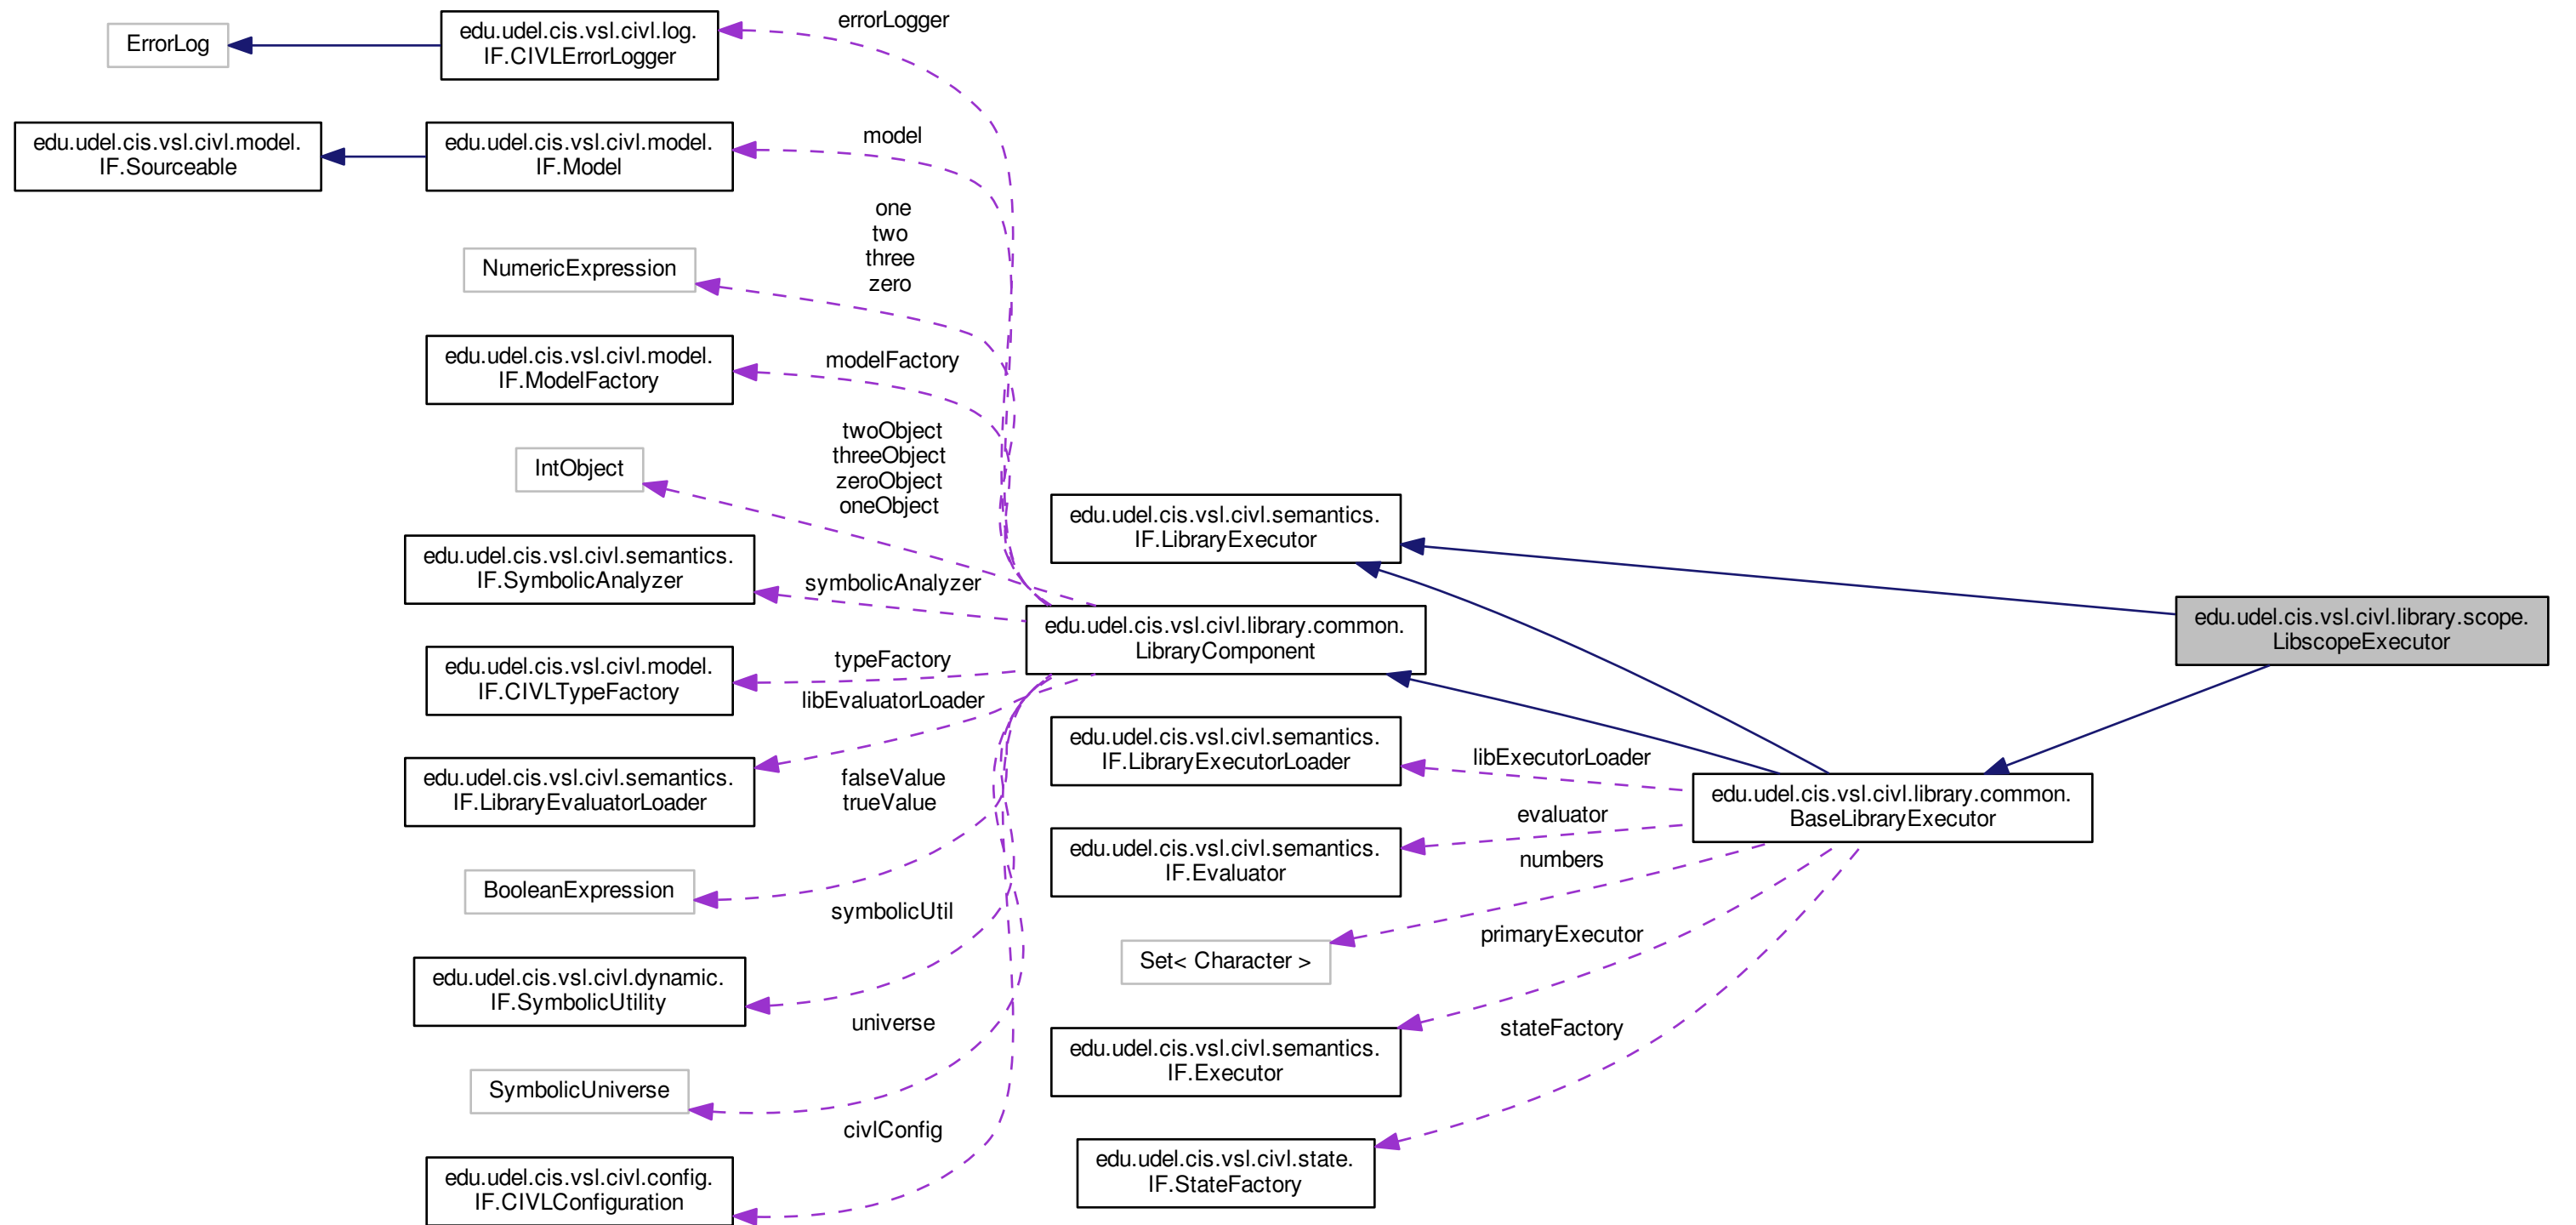 ErrorLog
edu.udel.cis.vsl.civl.log.
IF.CIVLErrorLogger
errorLogger
edu.udel.cis.vsl.civl.model.
IF.Sourceable
edu.udel.cis.vsl.civl.model.
IF.Model
model
NumericExpression
one
two
three
zero
edu.udel.cis.vsl.civl.model.
IF.ModelFactory
modelFactory
IntObject
twoObject
threeObject
zeroObject
oneObject
edu.udel.cis.vsl.civl.semantics.
IF.SymbolicAnalyzer
symbolicAnalyzer
edu.udel.cis.vsl.civl.model.
IF.CIVLTypeFactory
typeFactory
edu.udel.cis.vsl.civl.semantics.
IF.LibraryEvaluatorLoader
libEvaluatorLoader
BooleanExpression
falseValue
trueValue
edu.udel.cis.vsl.civl.dynamic.
IF.SymbolicUtility
symbolicUtil
SymbolicUniverse
universe
edu.udel.cis.vsl.civl.config.
IF.CIVLConfiguration
civlConfig
edu.udel.cis.vsl.civl.semantics.
IF.LibraryExecutor
edu.udel.cis.vsl.civl.library.common.
LibraryComponent
edu.udel.cis.vsl.civl.semantics.
IF.LibraryExecutorLoader
libExecutorLoader
edu.udel.cis.vsl.civl.semantics.
IF.Evaluator
evaluator
Set< Character >
numbers
edu.udel.cis.vsl.civl.semantics.
IF.Executor
primaryExecutor
edu.udel.cis.vsl.civl.state.
IF.StateFactory
stateFactory
edu.udel.cis.vsl.civl.library.common.
BaseLibraryExecutor
edu.udel.cis.vsl.civl.library.scope.
LibscopeExecutor